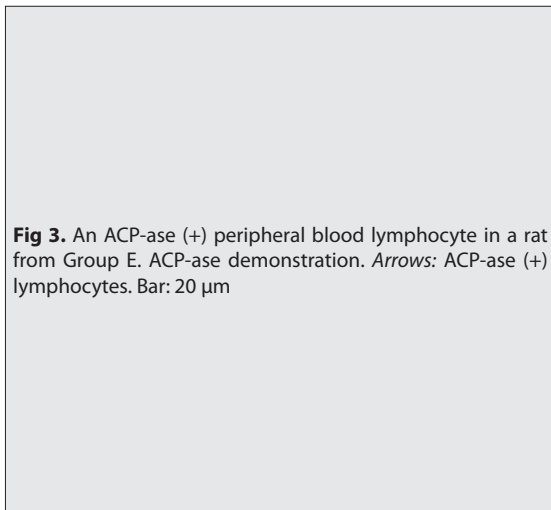 Fig 3. An ACP-ase (+) peripheral blood lymphocyte in a rat
from Group E. ACP-ase demonstration. Arrows: ACP-ase (+)
lymphocytes. Bar: 20 µm